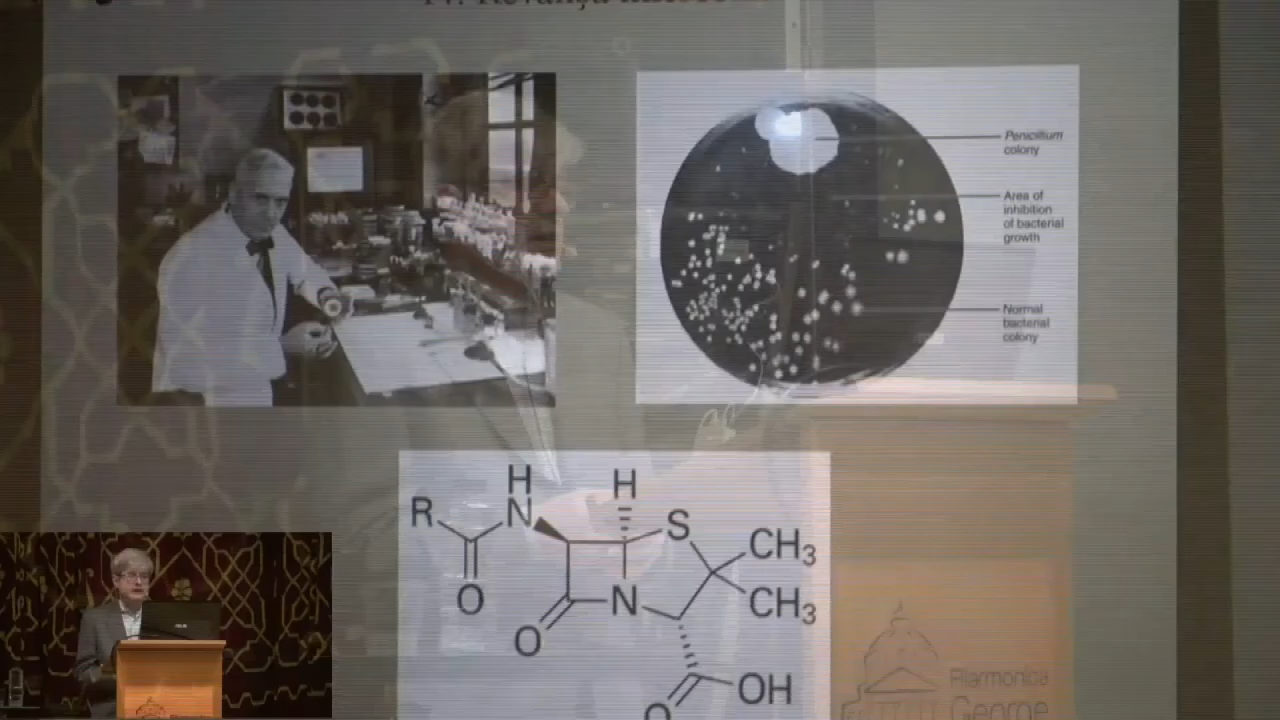 Penicillium
colony
Area of
inhibition
of bacterial
growth
Normal
bacterial
colony
H
H
R
N
S
CH3
O
N
CH3
O
OH
O
Filarmonica
George